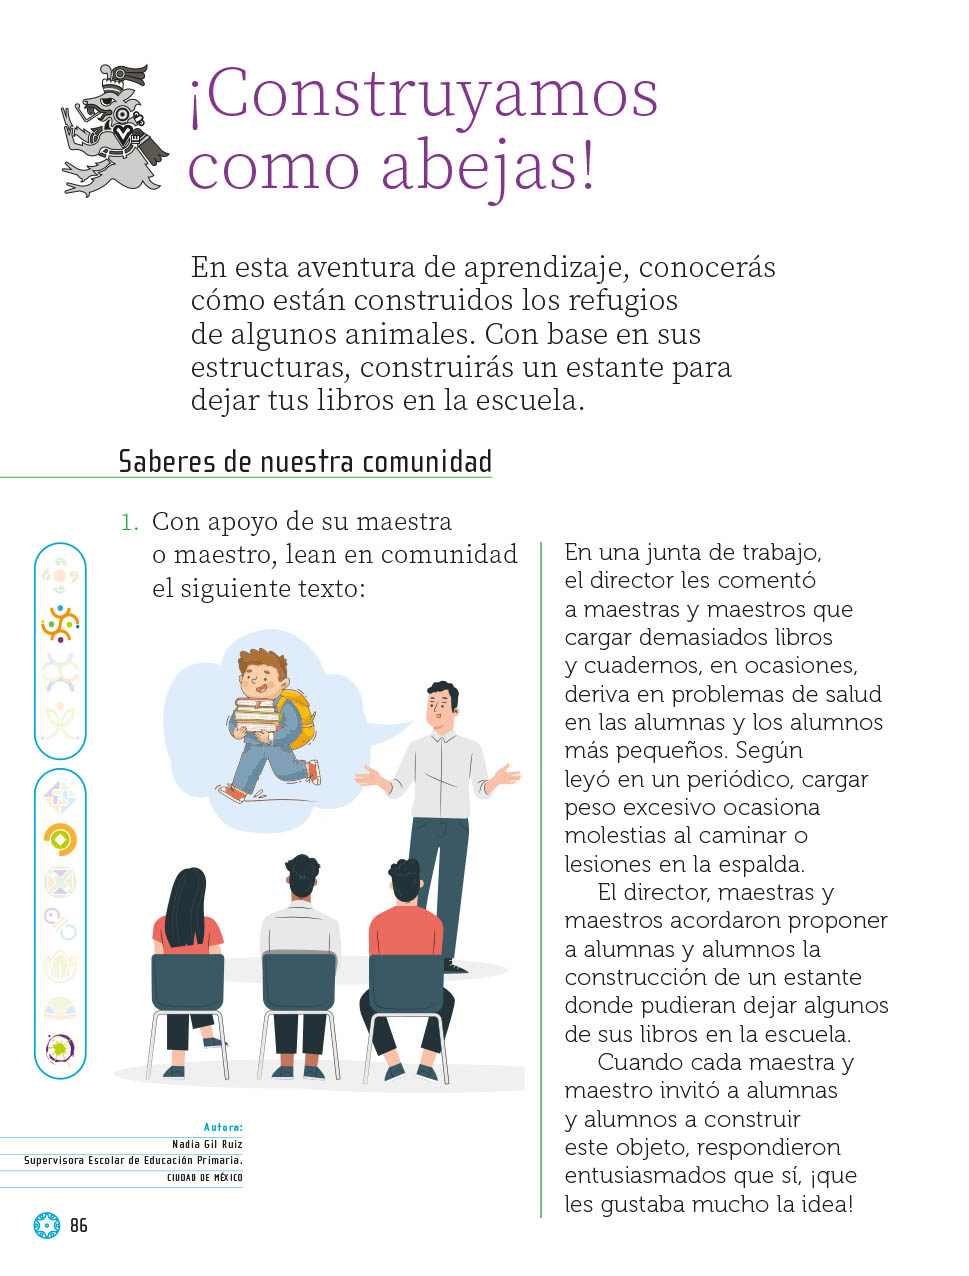 ¡Construyamos
como abejas!
En esta aventura de aprendizaje, conocerás
cómo están construidos los refugios
de algunos animales. Con base en sus
estructuras, construirás un estante para
dejar tus libros en la escuela.
Saberes de nuestra comunidad
1. Con apoyo de su maestra
o maestro, lean en comunidad
el siguiente texto:
En una junta de trabajo,
el director les comentó
a maestras y maestros que
cargar demasiados libros
y cuadernos, en ocasiones,
deriva en problemas de salud
en las alumnas y los alumnos
más pequeños. Según
leyó en un periódico, cargar
peso excesivo ocasiona
molestias al caminar o
lesiones en la espalda.
El director, maestras y
maestros acordaron proponer
a alumnas y alumnos la
construcción de un estante
donde pudieran dejar algunos
de sus libros en la escuela.
Cuando cada maestra y
maestro invitó a alumnas
y alumnos a construir
este objeto, respondieron
entusiasmados que sí, ¡que
les gustaba mucho la idea!
Autora:
Nadia Gil Ruiz
Supervisora Escolar de Educación Primaria.
CIUDAD DE MÉXICO
86